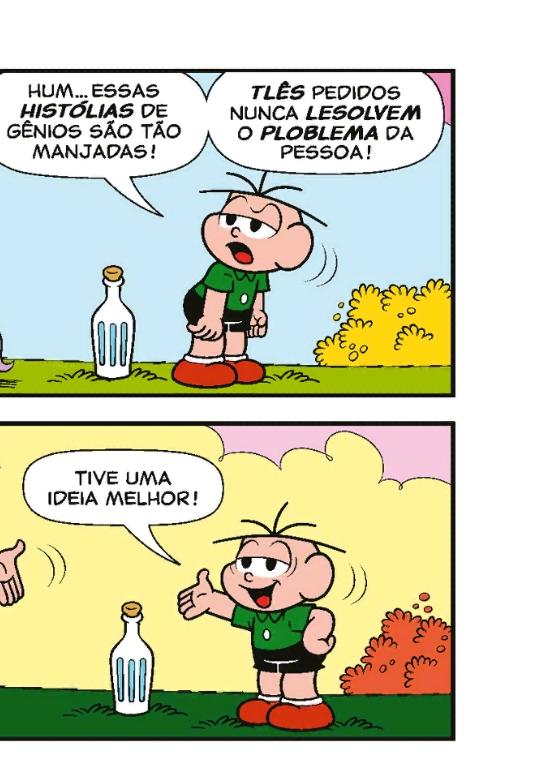 HUM... ESSAS
HISTÓLIAS DE
GÊNIOS SÃO TÃO
MANJADAS!
TLÊS PEDIDOS
NUNCA LESOLVEM
O PLOBLEMA DA
PESSOA!
TIVE UMA
IDEIA MELHOR!